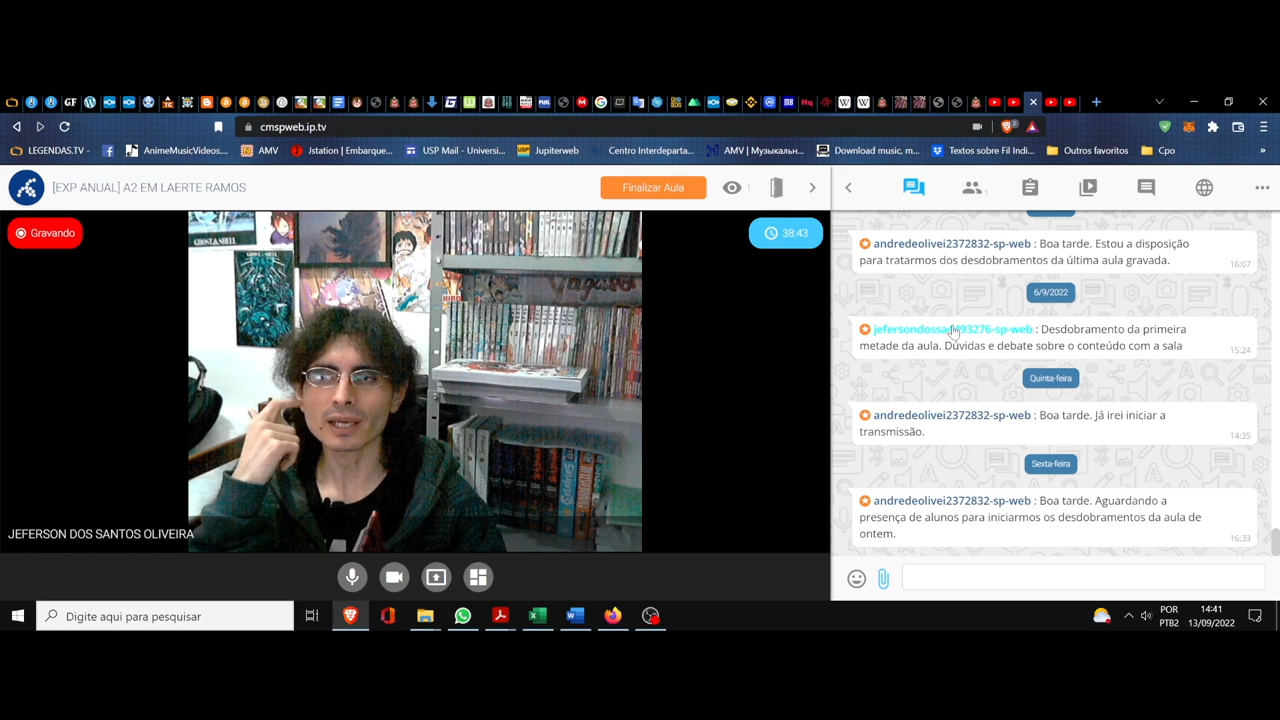 cmspweb.ip.tv
2
LEGENDAS.TV -
AnimeMusicVideos...
AMV
Jstation | Embarque...
USP Mail - Universi...
Jupiterweb
Centro Interdeparta...
AMV | Музыкальн...
Download music, m...
Textos sobre Fil Indi...
Outros favoritos
Cpo
»
[EXP ANUAL] A2 EM LAERTE RAMOS
Finalizar Aula
1
1
Gravando
38:43
GHOST & SHELL
JEFERSON DOS SANTOS OLIVEIRA
andredeolivei2372832-sp-web : Boa tarde. Estou a disposição
para tratarmos dos desdobramentos da última aula gravada.
16:07
6/9/2022
: Desdobramento da primeira
metade da aula. Dúvidas e debate sobre o conteúdo com a sala
15:24
Quinta-feira
andredeolivei2372832-sp-web : Boa tarde. Já irei iniciar a
transmissão.
14:35
Sexta-feira
andredeolivei2372832-sp-web : Boa tarde. Aguardando a
presença de alunos para iniciarmos os desdobramentos da aula de
ontem.
16:33
Digite aqui para pesquisar
POR
PTB2
14:41
13/09/2022